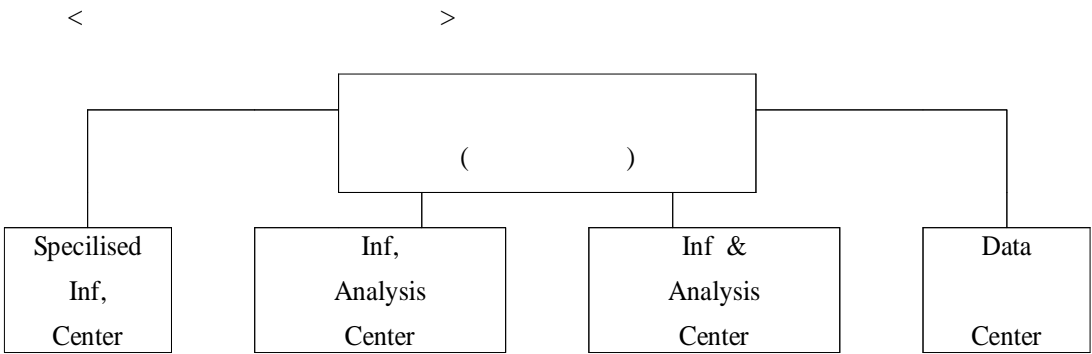 < >
( )
Specilised
Inf,
Center
Inf,
Analysis
Center
Inf &
Analysis
Center
Data
Center